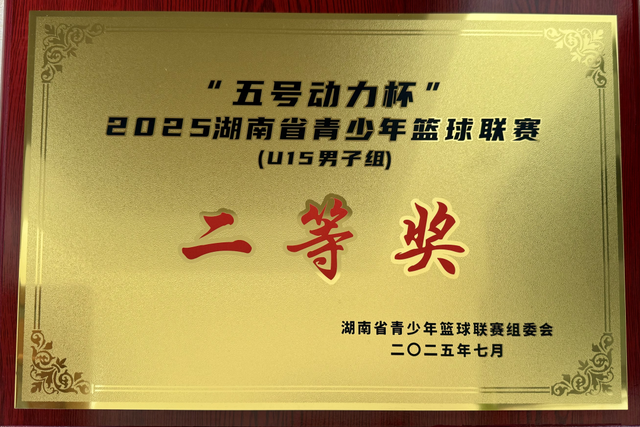 “五号动力杯”
2025湖南省青少年篮球联赛
(U15男子组)
二等奖
湖南省青少年篮球联赛组委会
二〇二五年七月